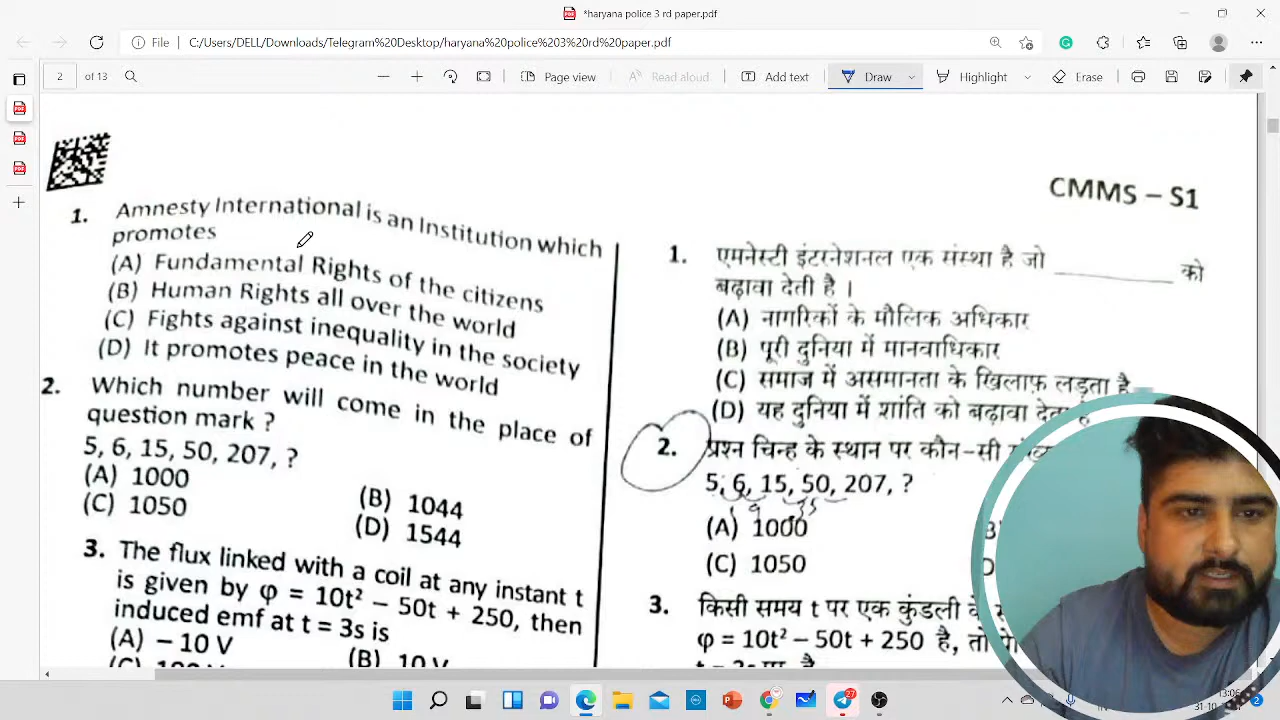 *haryana police 3 rd paper.pdf
File | C:/Users/DELL/Downloads/Telegram%20Desktop/haryana%20police%203%20rd%20paper.pdf
2 of 13
Page view
Read aloud
Add text
Draw
Highlight
Erase
CMMS – S1
1. Amnesty International is an Institution which
promotes
(A) Fundamental Rights of the citizens
(B) Human Rights all over the world
(C) Fights against inequality in the society
(D) It promotes peace in the world
2. Which number will come in the place of
question mark ?
5, 6, 15, 50, 207, ?
(A) 1000
(B) 1044
(C) 1050
(D) 1544
3. The flux linked with a coil at any instant t
is given by φ = 10t² – 50t + 250, then
induced emf at t = 3s is
(A) – 10 V
(B) 10 V
1. एमनेस्टी इंटरनेशनल एक संस्था है जो ____________ को
बढ़ावा देती है ।
(A) नागरिकों के मौलिक अधिकार
(B) पूरी दुनिया में मानवाधिकार
(C) समाज में असमानता के खिलाफ़ लड़ता है
(D) यह दुनिया में शांति को बढ़ावा देता
2. प्रश्न चिन्ह के स्थान पर कौन-सी
5, 6, 15, 50, 207, ?
(A) 1000
(C) 1050
3. किसी समय t पर एक कुंडली
φ = 10t² – 50t + 250 है,
13:06
31-10
27
2